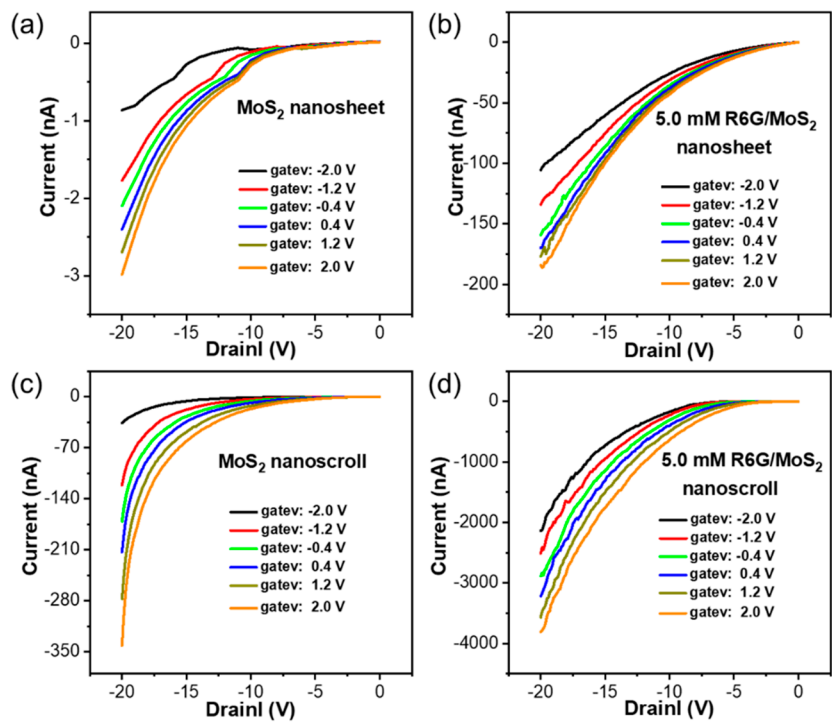 (a)
Current (nA)
0
-1
-2
-3
MoS₂ nanosheet
gatev: -2.0 V
gatev: -1.2 V
gatev: -0.4 V
gatev: 0.4 V
gatev: 1.2 V
gatev: 2.0 V
-20 -15 -10 -5 0
DrainI (V)
(b)
Current (nA)
0
-50
-100
-150
-200
5.0 mM R6G/MoS₂
nanosheet
gatev: -2.0 V
gatev: -1.2 V
gatev: -0.4 V
gatev: 0.4 V
gatev: 1.2 V
gatev: 2.0 V
-20 -15 -10 -5 0
DrainI (V)
(c)
Current (nA)
0
-70
-140
-210
-280
-350
MoS₂ nanoscroll
gatev: -2.0 V
gatev: -1.2 V
gatev: -0.4 V
gatev: 0.4 V
gatev: 1.2 V
gatev: 2.0 V
-20 -15 -10 -5 0
DrainI (V)
(d)
Current (nA)
0
-1000
-2000
-3000
-4000
5.0 mM R6G/MoS₂
nanoscroll
gatev: -2.0 V
gatev: -1.2 V
gatev: -0.4 V
gatev: 0.4 V
gatev: 1.2 V
gatev: 2.0 V
-20 -15 -10 -5 0
DrainI (V)